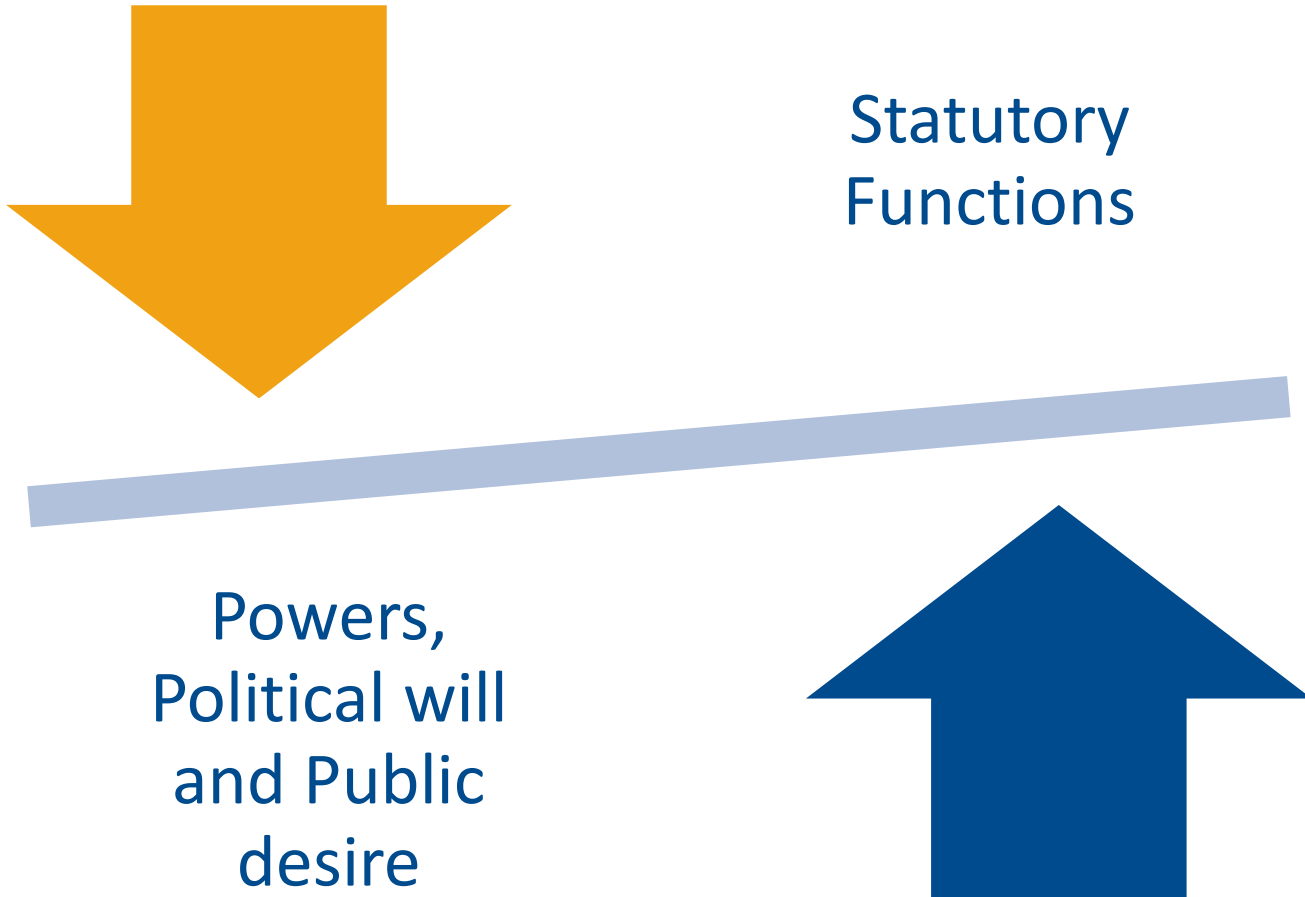 Statutory
Functions
Powers,
Political will
and Public
desire